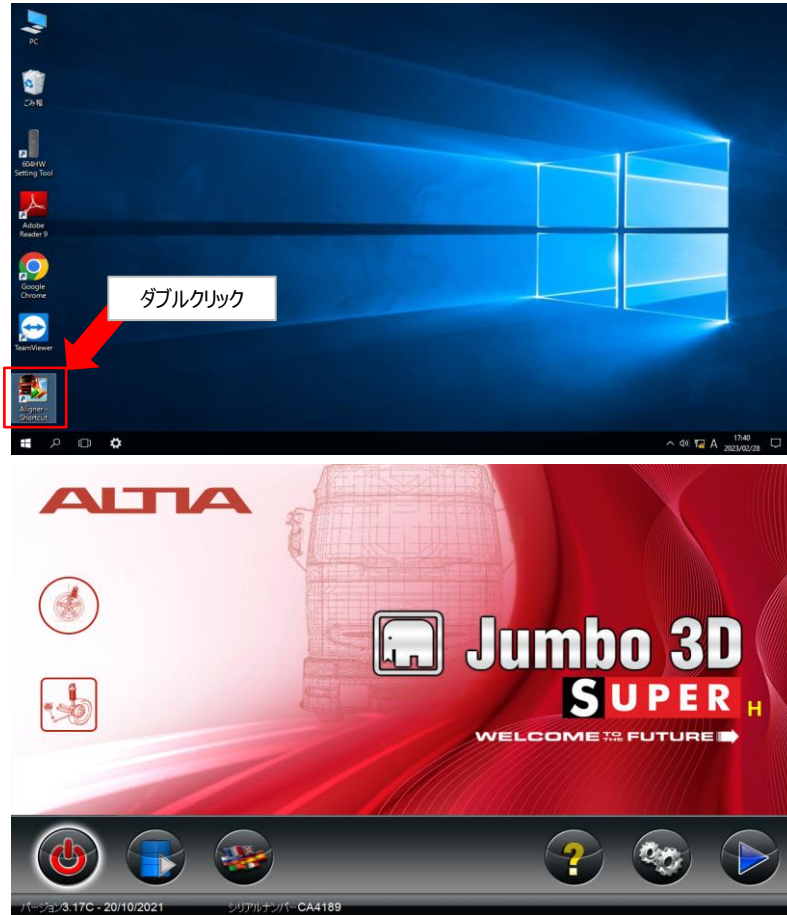 PC
ごみ箱
604HW
Setting Tool
Adobe
Reader 9
Google
Chrome
ダブルクリック
TeamViewer
Aligner -
Shortcut
A
17:40
2023/02/28
ALTIA
Jumbo 3D
SUPER H
WELCOME TO THE FUTURE
?
バージョン3.17C - 20/10/2021
シリアルナンバーCA4189